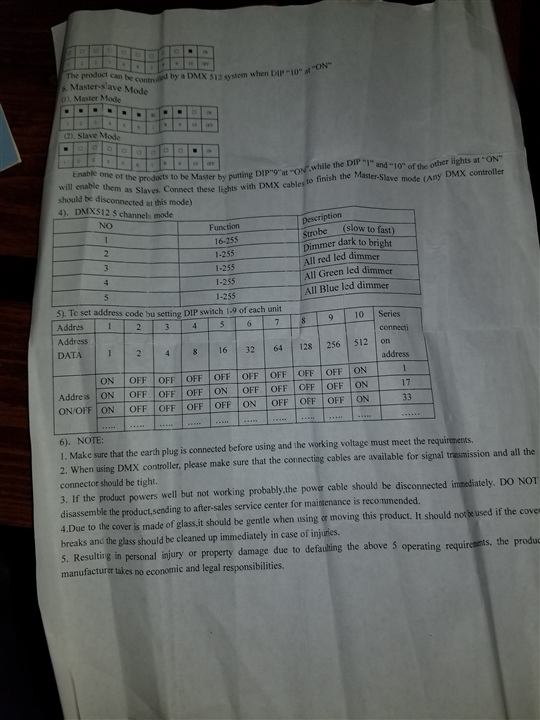 The product can be controlled by a DMX 512 system when DIP "10" at "ON"
6. Master-slave Mode
(1). Master Mode
(2). Slave Mode
Enable one of the products to be Master by putting DIP"9"at "ON",while the DIP "1" and "10" of the other lights at "ON"
will enable them as Slaves. Connect these lights with DMX cables to finish the Master-Slave mode (Any DMX controller
should be disconnected at this mode)
4). DMX512 5 channels mode
NO Function Description
1 16-255 Strobe (slow to fast)
2 1-255 Dimmer dark to bright
3 1-255 All red led dimmer
4 1-255 All Green led dimmer
5 1-255 All Blue led dimmer
5). To set address code by setting DIP switch 1-9 of each unit
Addres 1 2 3 4 5 6 7 8 9 10 Series
connecti
on
address
Address
DATA 1 2 4 8 16 32 64 128 256 512
Address
ON/OFF
ON OFF OFF OFF OFF OFF OFF OFF OFF ON 1
ON OFF OFF OFF ON OFF OFF OFF OFF ON 17
ON OFF OFF OFF OFF ON OFF OFF OFF ON 33
..... ..... ..... ..... ..... ..... ..... ..... ..... ..... ......
6). NOTE:
1. Make sure that the earth plug is connected before using and the working voltage must meet the requirements.
2. When using DMX controller, please make sure that the connecting cables are available for signal transmission and all the
connector should be tight.
3. If the product powers well but not working probably,the power cable should be disconnected immediately. DO NOT
disassemble the product,sending to after-sales service center for maintenance is recommended.
4.Due to the cover is made of glass,it should be gentle when using or moving this product. It should not be used if the cover
breaks and the glass should be cleaned up immediately in case of injuries.
5. Resulting in personal injury or property damage due to defaulting the above 5 operating requirements, the produc
manufacturer takes no economic and legal responsibilities.